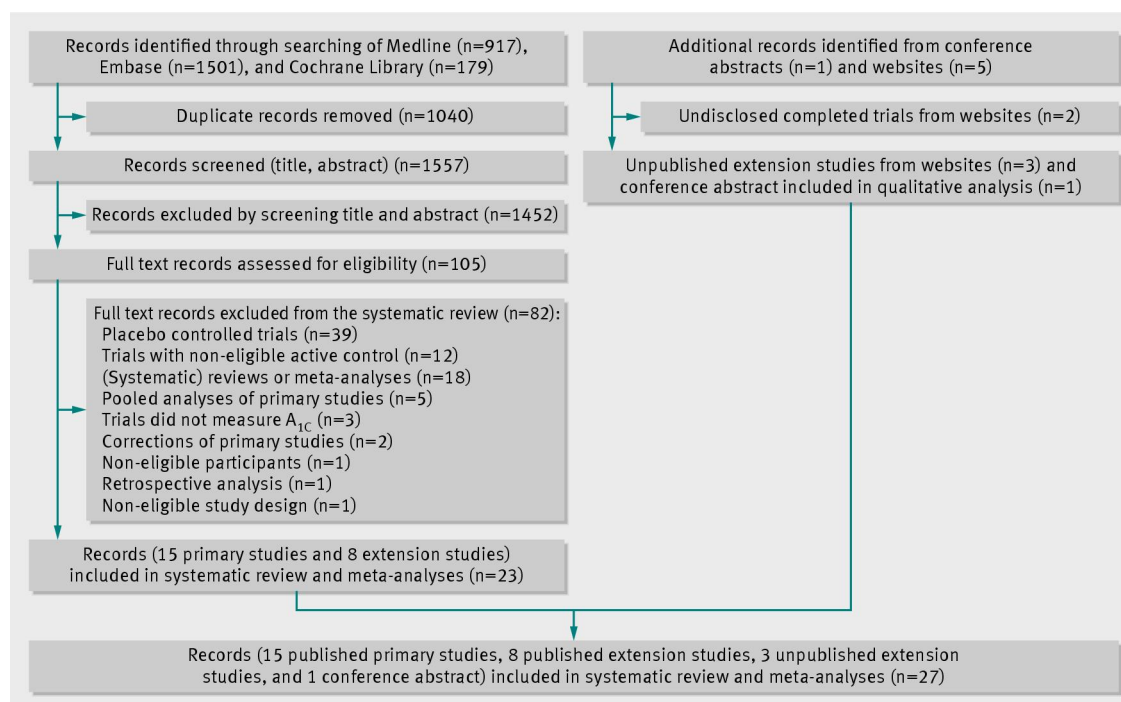 Records identified through searching of Medline (n=917),
Embase (n=1501), and Cochrane Library (n=179)
Duplicate records removed (n=1040)
Records screened (title, abstract) (n=1557)
Records excluded by screening title and abstract (n=1452)
Full text records assessed for eligibility (n=105)
Full text records excluded from the systematic review (n=82):
Placebo controlled trials (n=39)
Trials with non-eligible active control (n=12)
(Systematic) reviews or meta-analyses (n=18)
Pooled analyses of primary studies (n=5)
Trials did not measure A1C (n=3)
Corrections of primary studies (n=2)
Non-eligible participants (n=1)
Retrospective analysis (n=1)
Non-eligible study design (n=1)
Records (15 primary studies and 8 extension studies)
included in systematic review and meta-analyses (n=23)
Additional records identified from conference
abstracts (n=1) and websites (n=5)
Undisclosed completed trials from websites (n=2)
Unpublished extension studies from websites (n=3) and
conference abstract included in qualitative analysis (n=1)
Records (15 published primary studies, 8 published extension studies, 3 unpublished extension
studies, and 1 conference abstract) included in systematic review and meta-analyses (n=27)